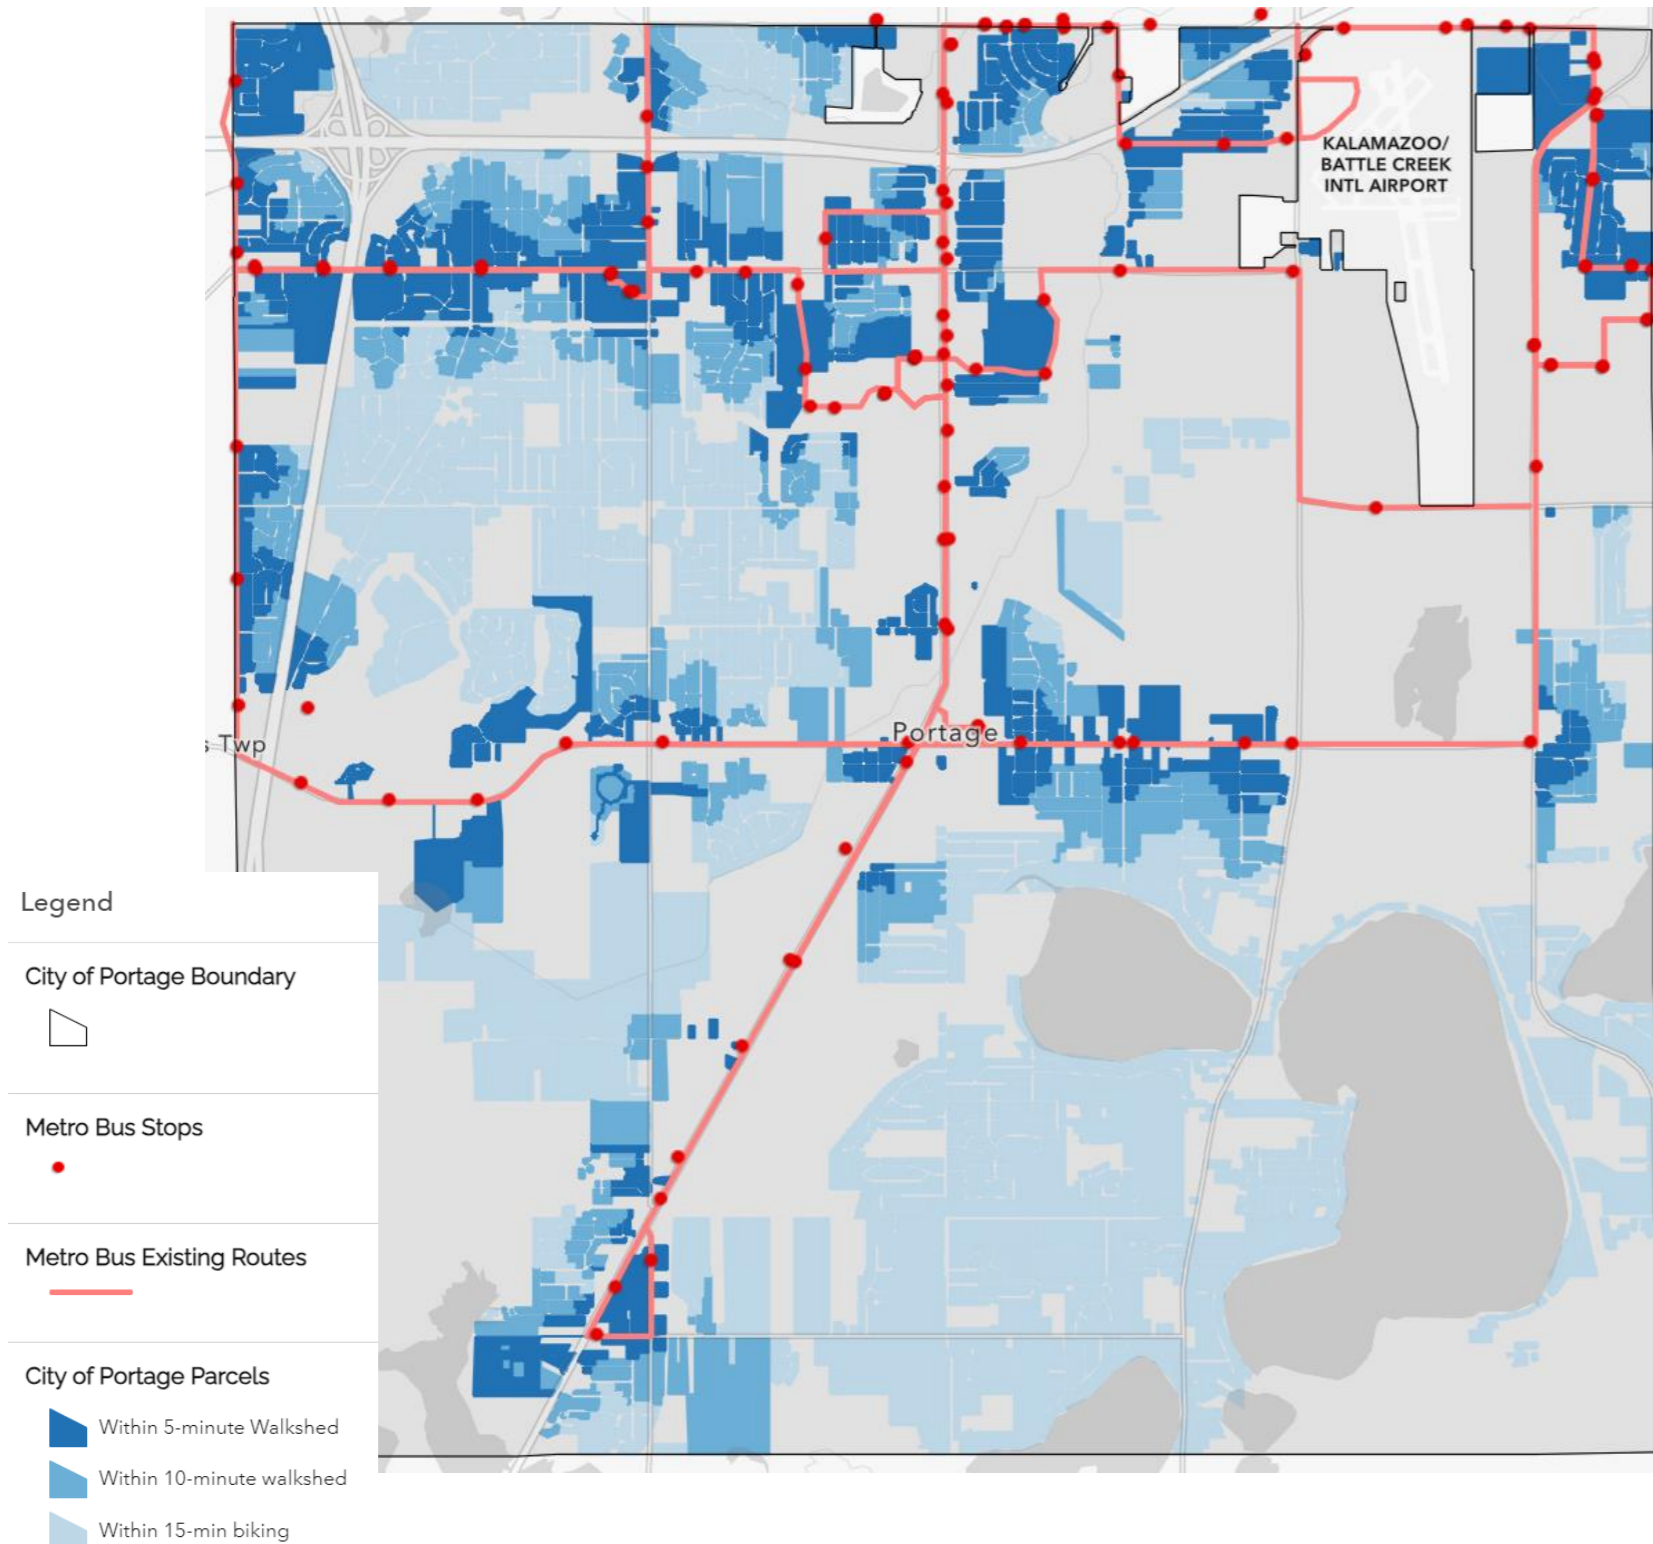 KALAMAZOO/
BATTLE CREEK
INTL AIRPORT
Portage
s Twp
Legend
City of Portage Boundary
Metro Bus Stops
Metro Bus Existing Routes
City of Portage Parcels
Within 5-minute Walkshed
Within 10-minute walkshed
Within 15-min biking